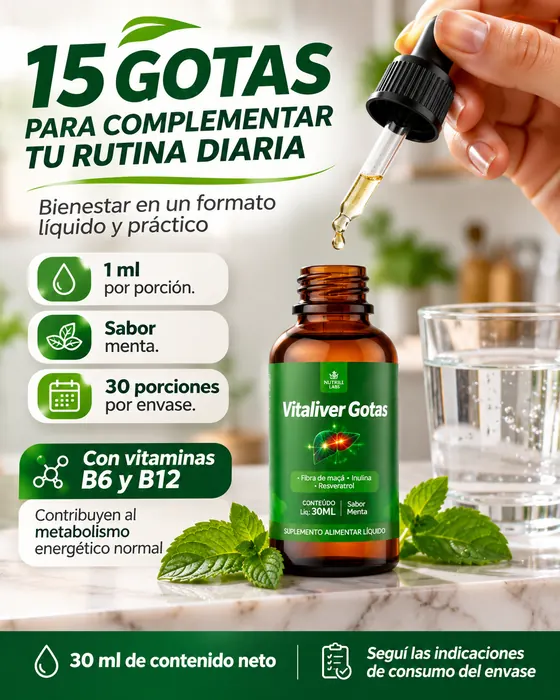 15 GOTAS
PARA COMPLEMENTAR
TU RUTINA DIARIA
Bienestar en un formato
líquido y práctico
1 ml
por porción.
Sabor
menta.
30 porciones
por envase.
Con vitaminas
B6 y B12
Contribuyen al
metabolismo
energético normal
NUTRILE
LABS
Vitaliver Gotas
• Fibra de maçã • Inulina
• Resveratrol
CONTEÚDO
Liq: 30ML
Sabor
Menta
SUPLEMENTO ALIMENTAR LÍQUIDO
30 ml de contenido neto
Seguí las indicaciones
de consumo del envase